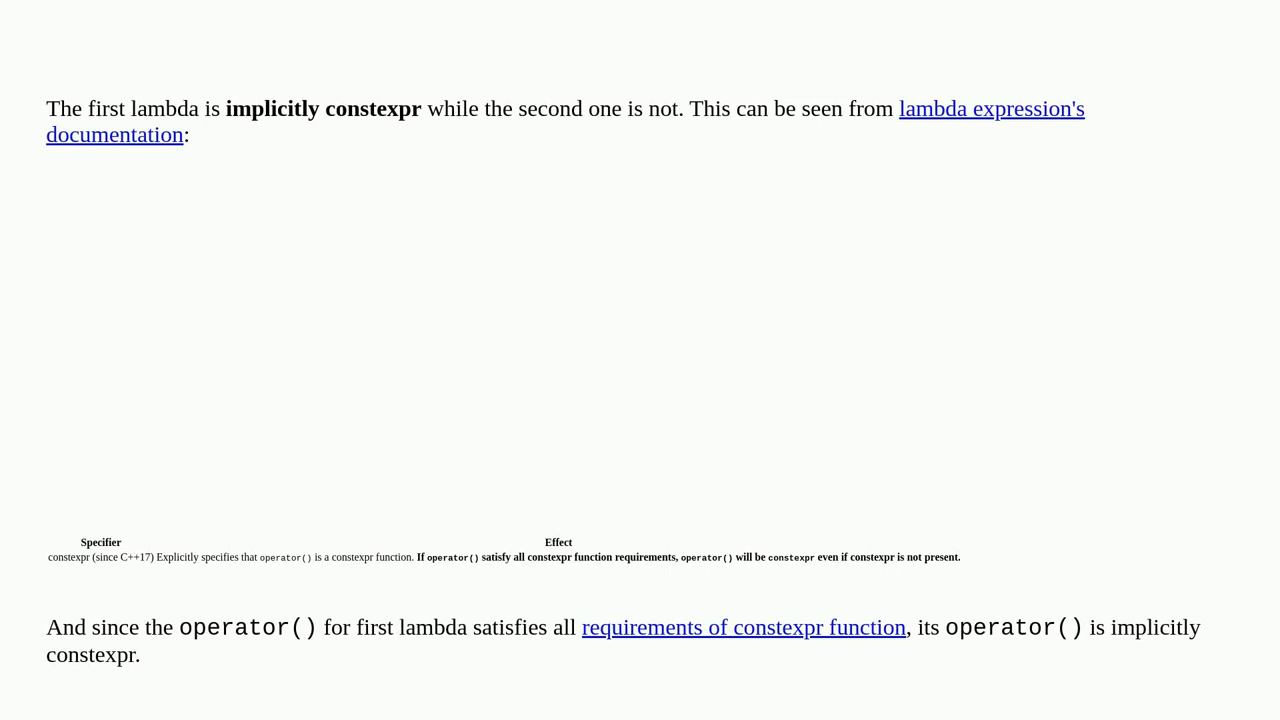 The first lambda is implicitly constexpr while the second one is not. This can be seen from lambda expression's
documentation:
Specifier Effect
constexpr (since C++17) Explicitly specifies that operator() is a constexpr function. If operator() satisfy all constexpr function requirements, operator() will be constexpr even if constexpr is not present.
And since the operator() for first lambda satisfies all requirements of constexpr function, its operator() is implicitly
constexpr.